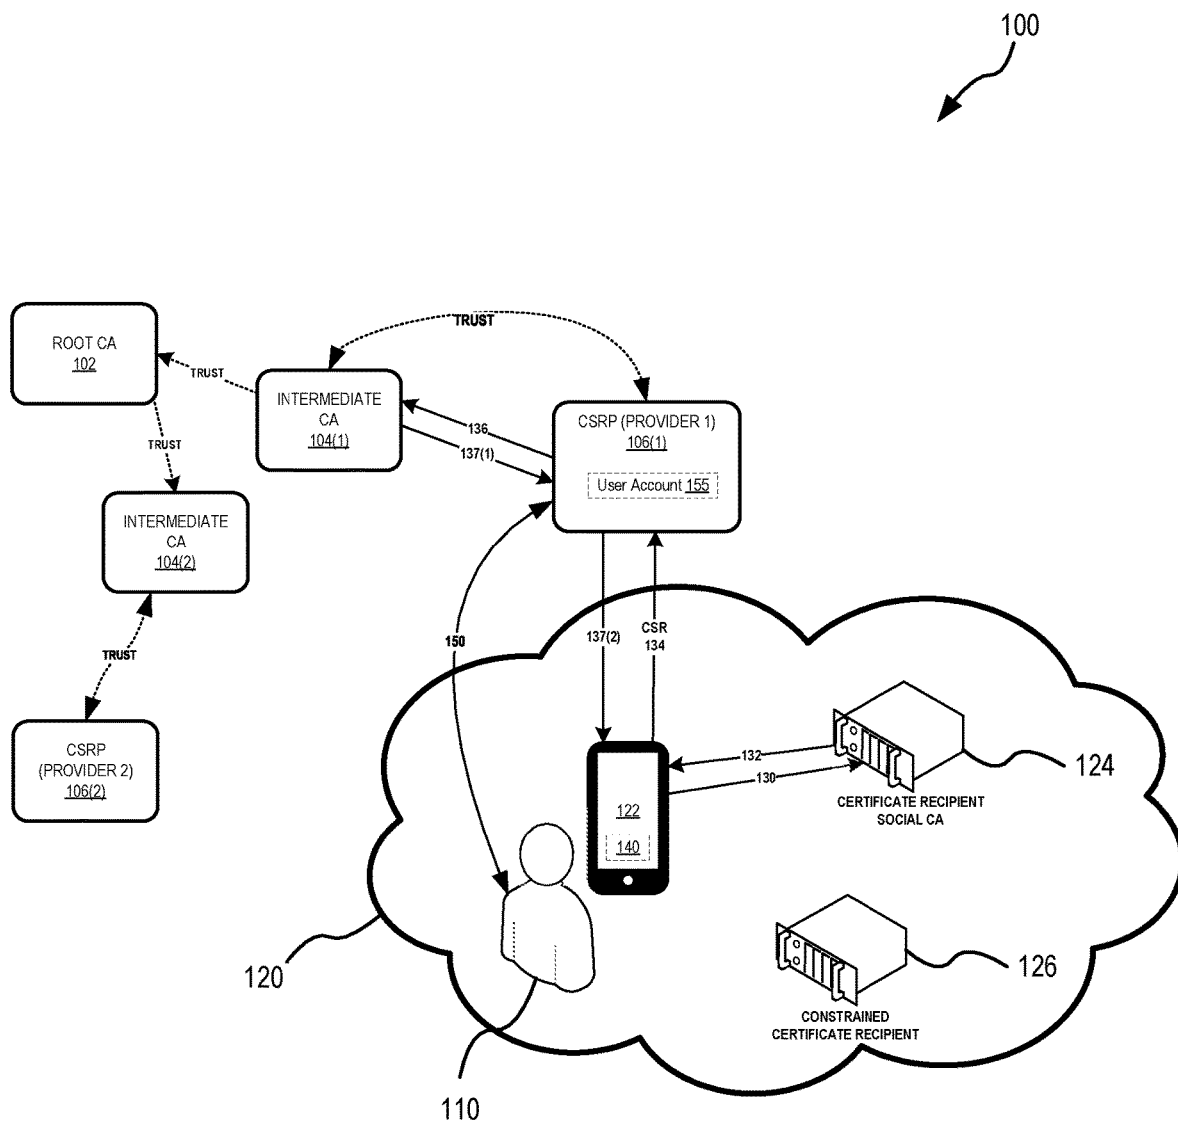 100
TRUST
ROOT CA
102
TRUST
INTERMEDIATE
CA
104(1)
136
137(1)
CSRP (PROVIDER 1)
106(1)
User Account 155
TRUST
INTERMEDIATE
CA
104(2)
TRUST
CSRP
(PROVIDER 2)
106(2)
150
137(2)
CSR
134
132
130
122
140
124
CERTIFICATE RECIPIENT
SOCIAL CA
120
126
CONSTRAINED
CERTIFICATE RECIPIENT
110